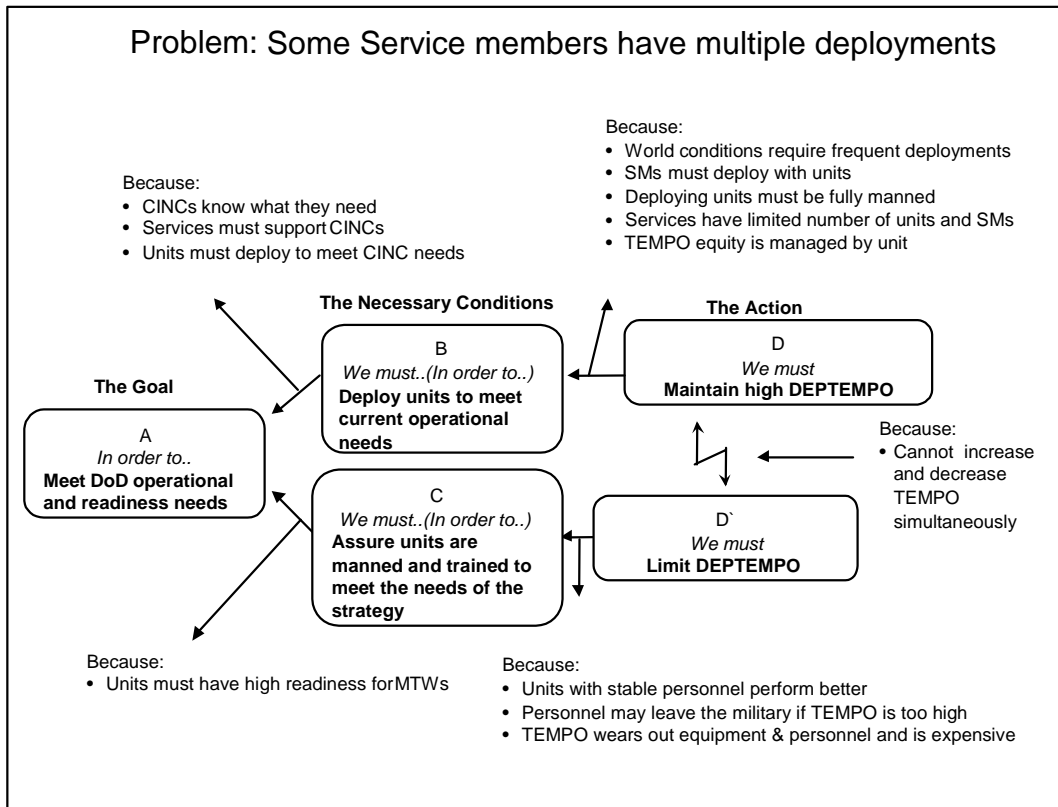 Problem: Some Service members have multiple deployments
Because:
• World conditions require frequent deployments
• SMs must deploy with units
• Deploying units must be fully manned
• Services have limited number of units and SMs
• TEMPO equity is managed by unit
Because:
• CINCs know what they need
• Services must support CINCs
• Units must deploy to meet CINC needs
The Necessary Conditions
The Action
B
We must..(In order to..)
Deploy units to meet
current operational
needs
D
We must
Maintain high DEPTEMPO
The Goal
A
In order to..
Meet DoD operational
and readiness needs
Because:
• Cannot increase
and decrease
TEMPO
simultaneously
C
We must..(In order to..)
Assure units are
manned and trained to
meet the needs of the
strategy
D`
We must
Limit DEPTEMPO
Because:
• Units must have high readiness for MTWs
Because:
• Units with stable personnel perform better
• Personnel may leave the military if TEMPO is too high
• TEMPO wears out equipment & personnel and is expensive